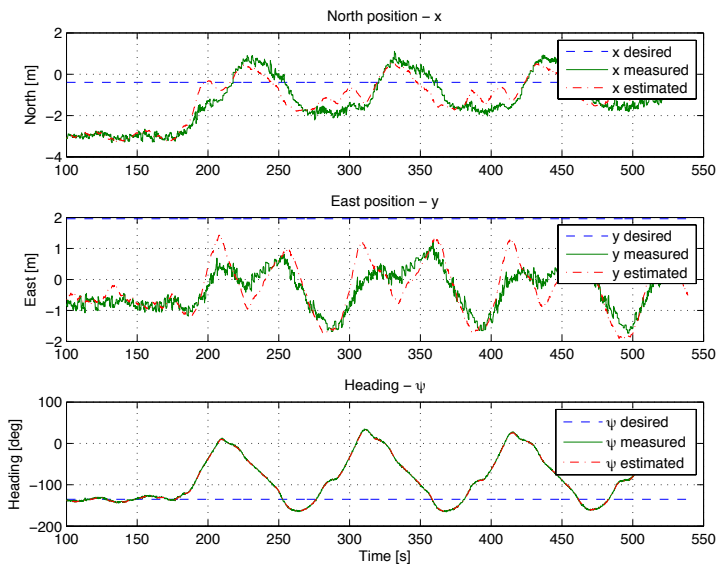 North position − x
2
0
−2
−4
North [m]
100 150 200 250 300 350 400 450 500 550
x desired
x measured
x estimated
East position − y
2
1
0
−1
2
East [m]
100 150 200 250 300 350 400 450 500 550
y desired
y measured
y estimated
Heading − ψ
100
0
−100
−200
Heading [deg]
100 150 200 250 300 350 400 450 500 550
Time [s]
ψ desired
ψ measured
ψ estimated